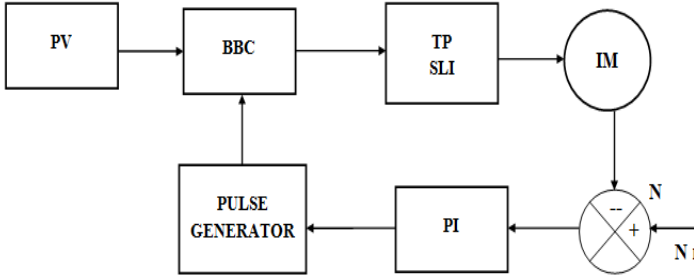 PV
BBC
TP
SLI
IM
PULSE
GENERATOR
PI
--
N
+
N